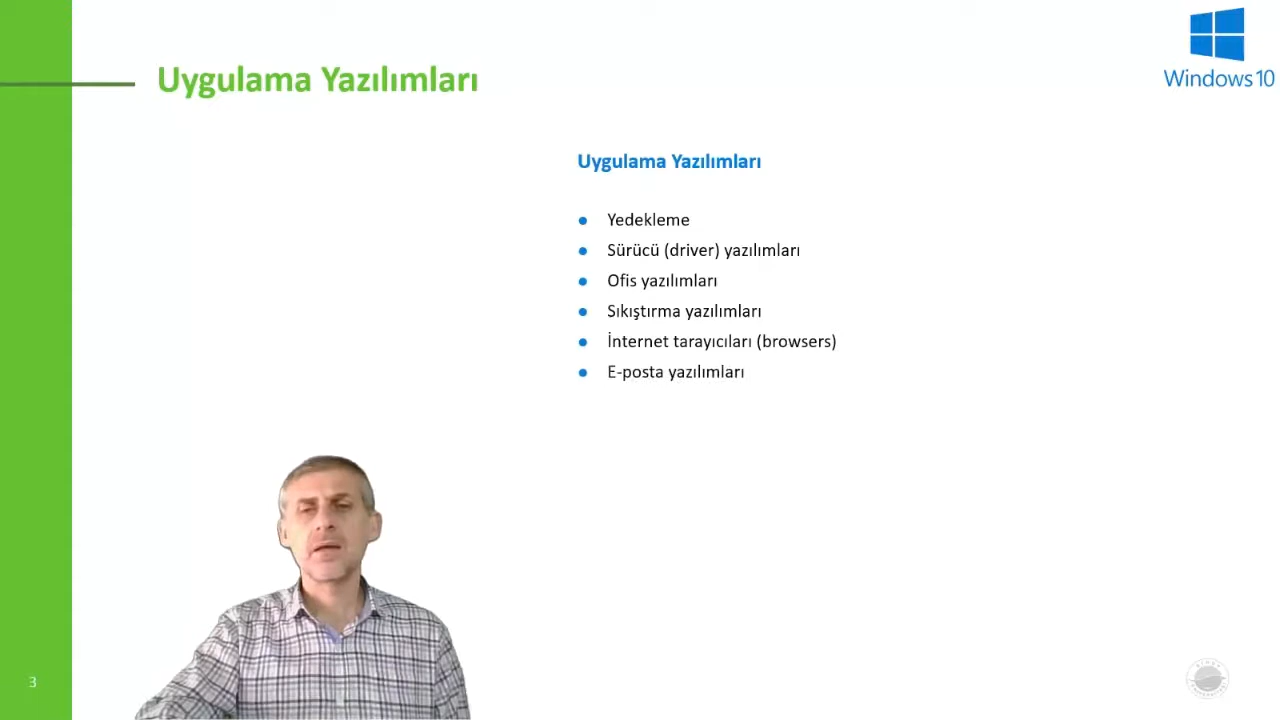 Uygulama Yazılımları
Windows 10
Uygulama Yazılımları
Yedekleme
Sürücü (driver) yazılımları
Ofis yazılımları
Sıkıştırma yazılımları
İnternet tarayıcıları (browsers)
E-posta yazılımları
3